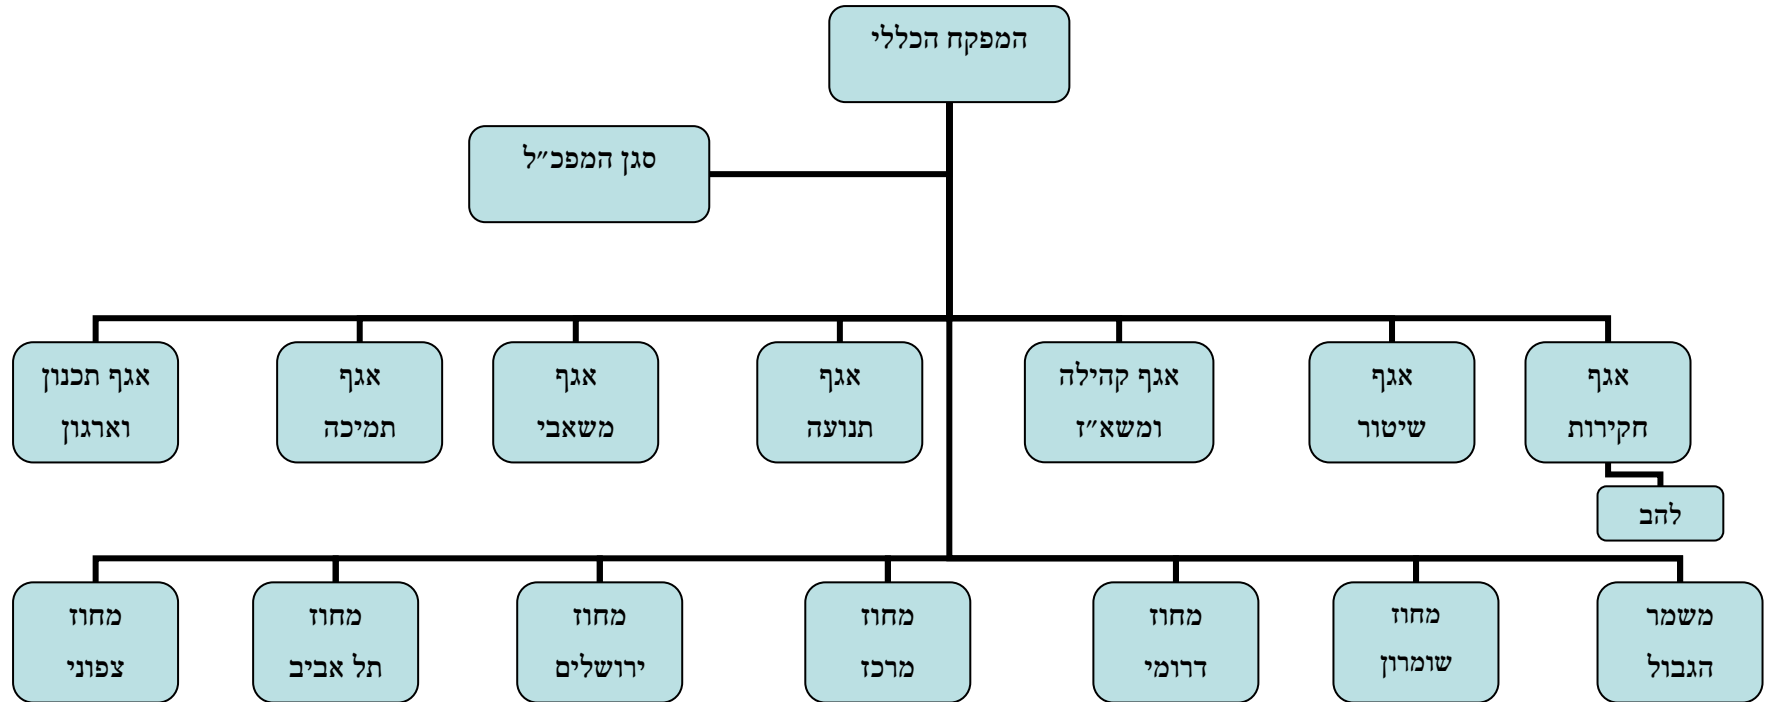 המפקח הכללי
סגן המפכ״ל
אגף
חקירות
אגף
שיטור
אגף קהילה
ומשא״ז
אגף
תנועה
אגף
משאבי
אגף
תמיכה
אגף תכנון
וארגון
להב
משמר
הגבול
מחוז
שומרון
מחוז
דרומי
מחוז
מרכז
מחוז
ירושלים
מחוז
תל אביב
מחוז
צפוני